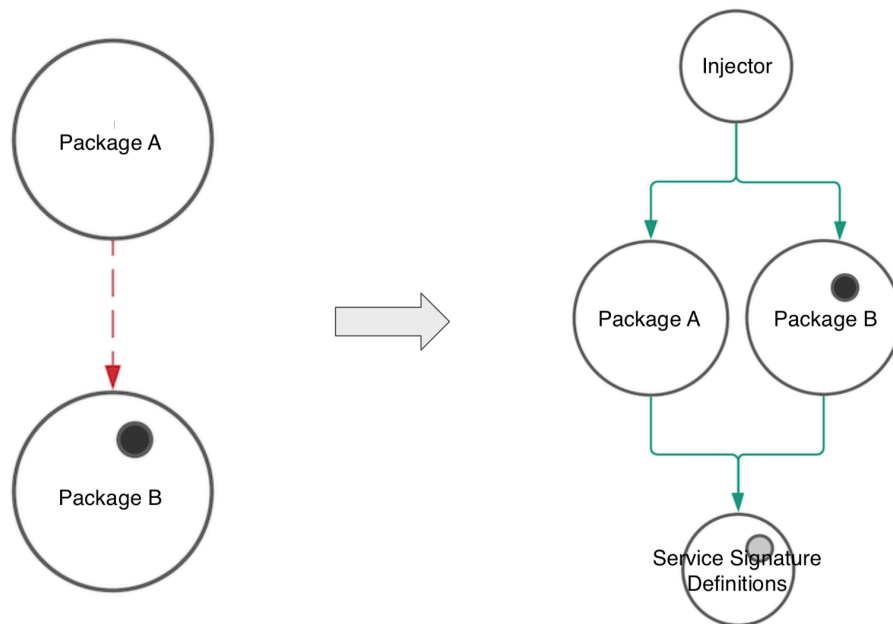 Package A
Package B
Injector
Package A
Package B
Service Signature
Definitions